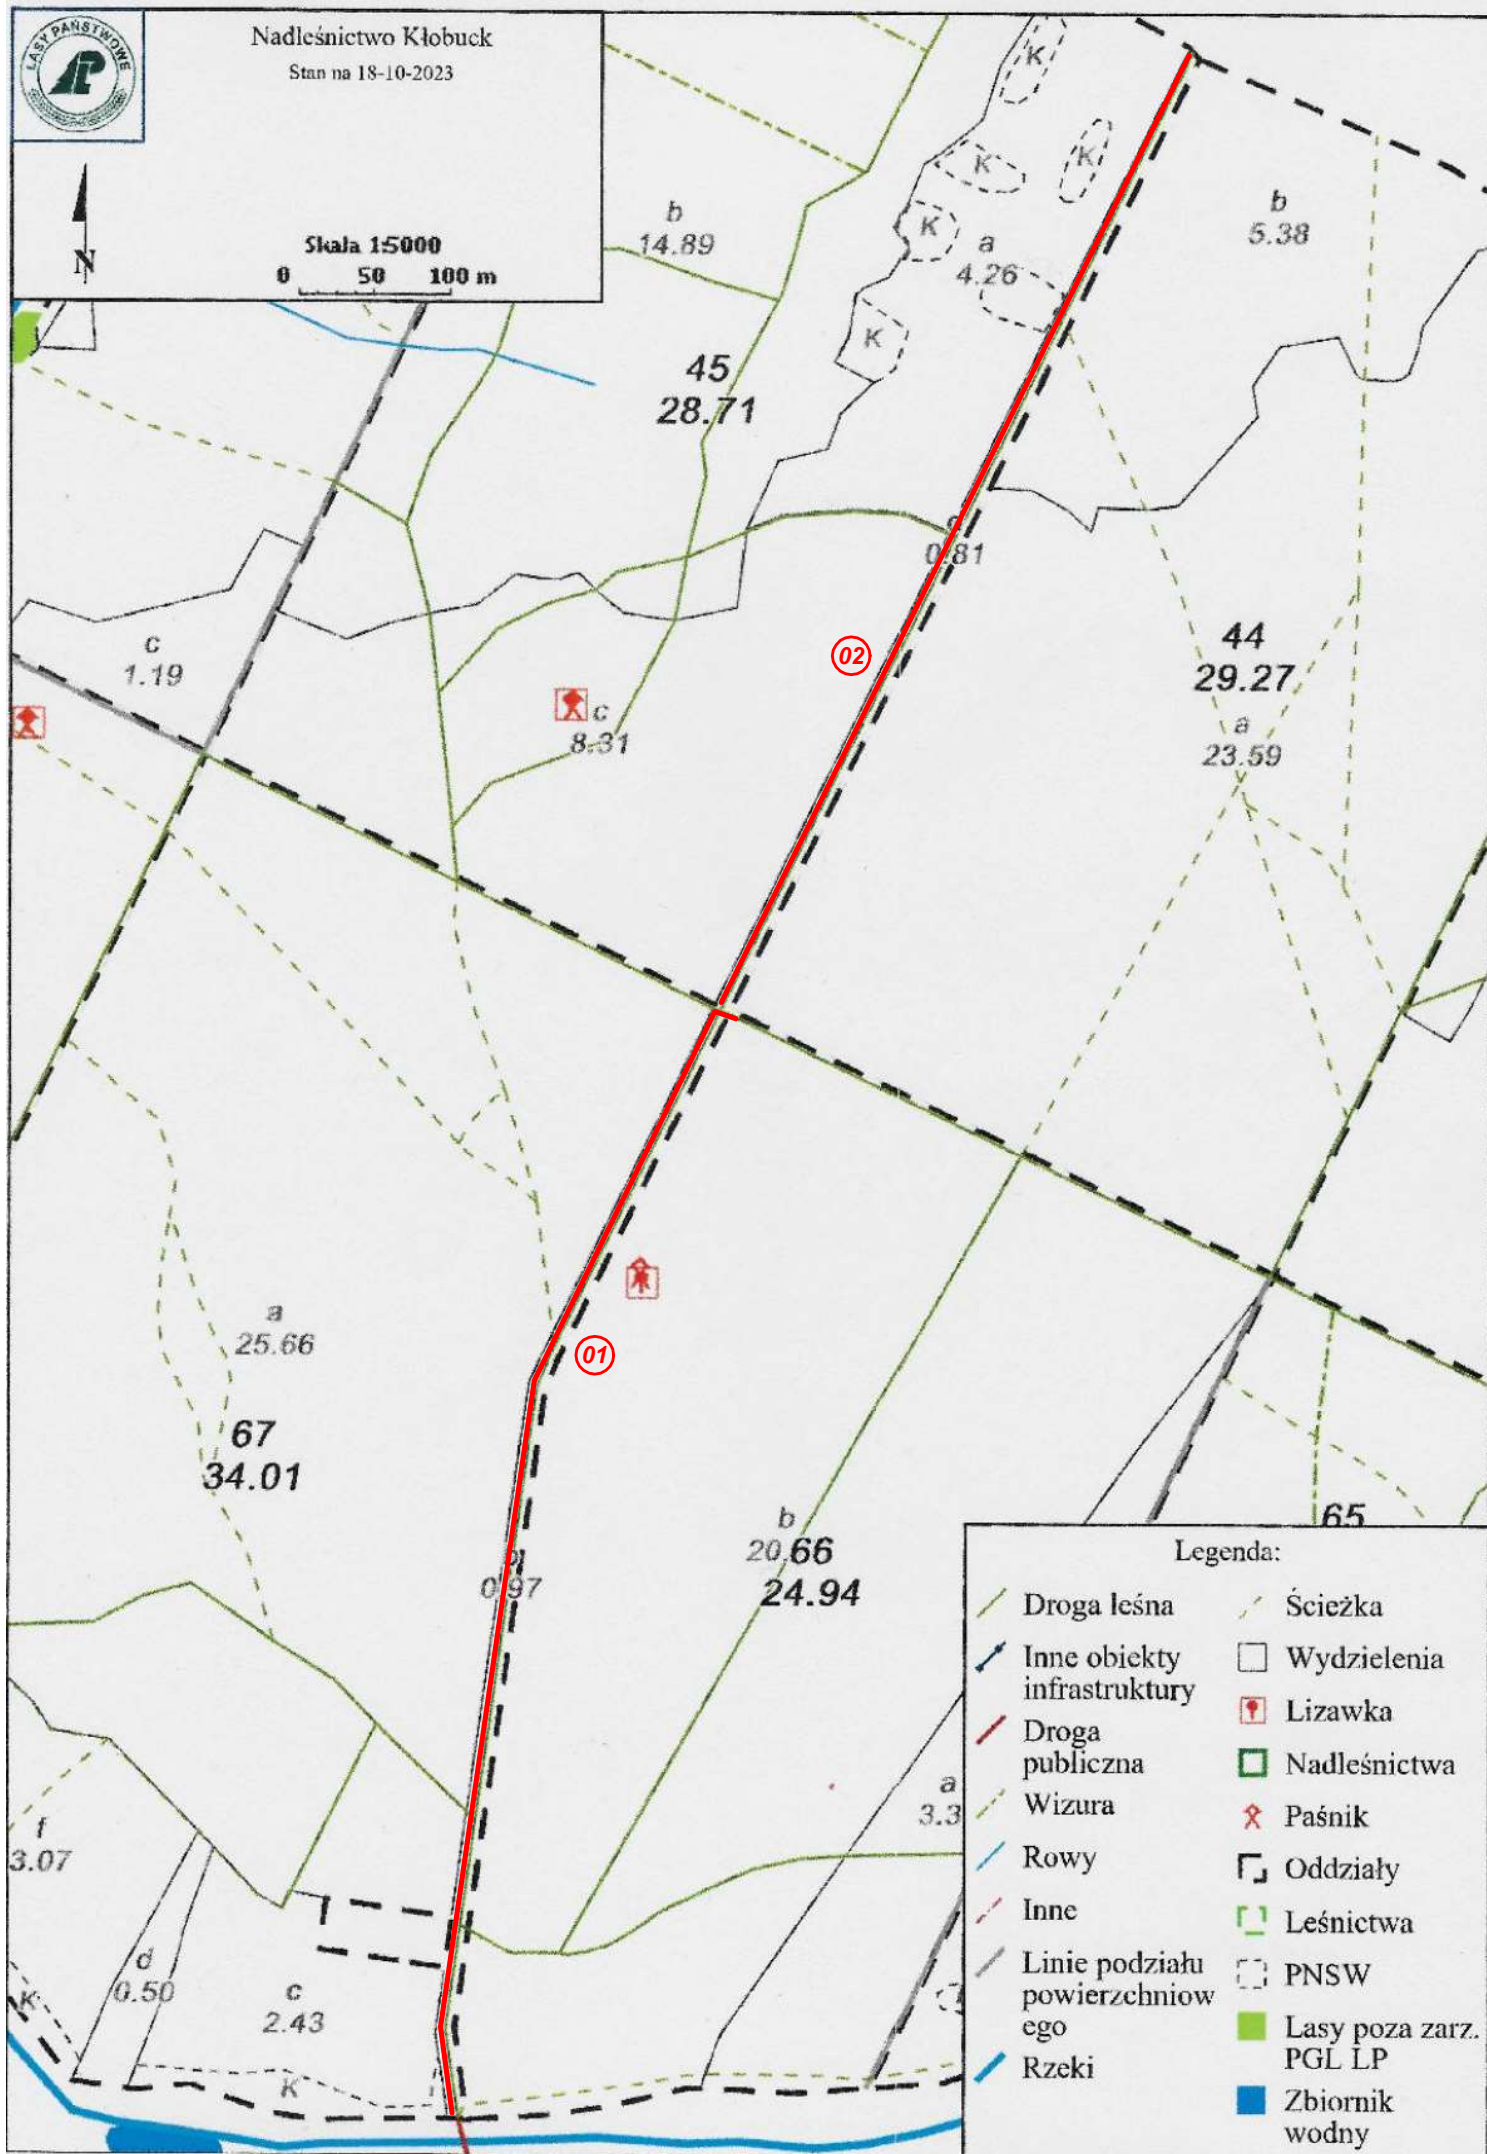 LASY PAŃSTWOWE
Nadleśnictwo Kłobuck
Stan na 18-10-2023
N
Skala 1:5000
0 50 100 m
K
K
K
K
K
b
14.89
a
4.26
b
5.38
45
28.71
0.81
c
1.19
02
44
29.27
c
8.31
a
23.59
a
25.66
01
67
34.01
b
20.66
24.94
0.97
65
f
3.07
a
3.3
d
0.50
c
2.43
K
K
Legenda:
Droga leśna
Inne obiekty
infrastruktury
Droga
publiczna
Wizura
Rowy
Inne
Linie podziału
powierzchniow
ego
Rzeki
Ścieżka
Wydzielenia
Lizawka
Nadleśnictwa
Paśnik
Oddziały
Leśnictwa
PNSW
Lasy poza zarz.
PGL LP
Zbiornik
wodny